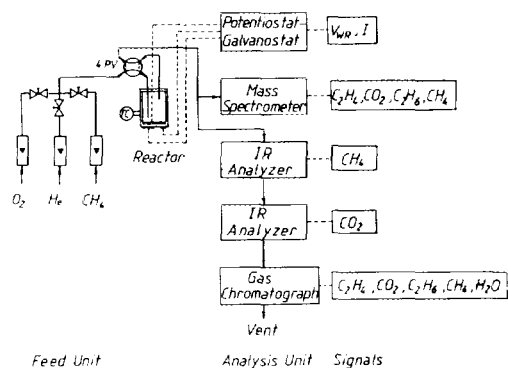 Potentiostat
Galvanostat
V_WR, I
4 PV
Mass
Spectrometer
C₂H₄, CO₂, C₂H₆, CH₄
TC
Reactor
IR
Analyzer
CH₄
O₂ He CH₄
IR
Analyzer
CO₂
Gas
Chromatograph
C₂H₄, CO₂, C₂H₆, CH₄, H₂O
Vent
Feed Unit Analysis Unit Signals